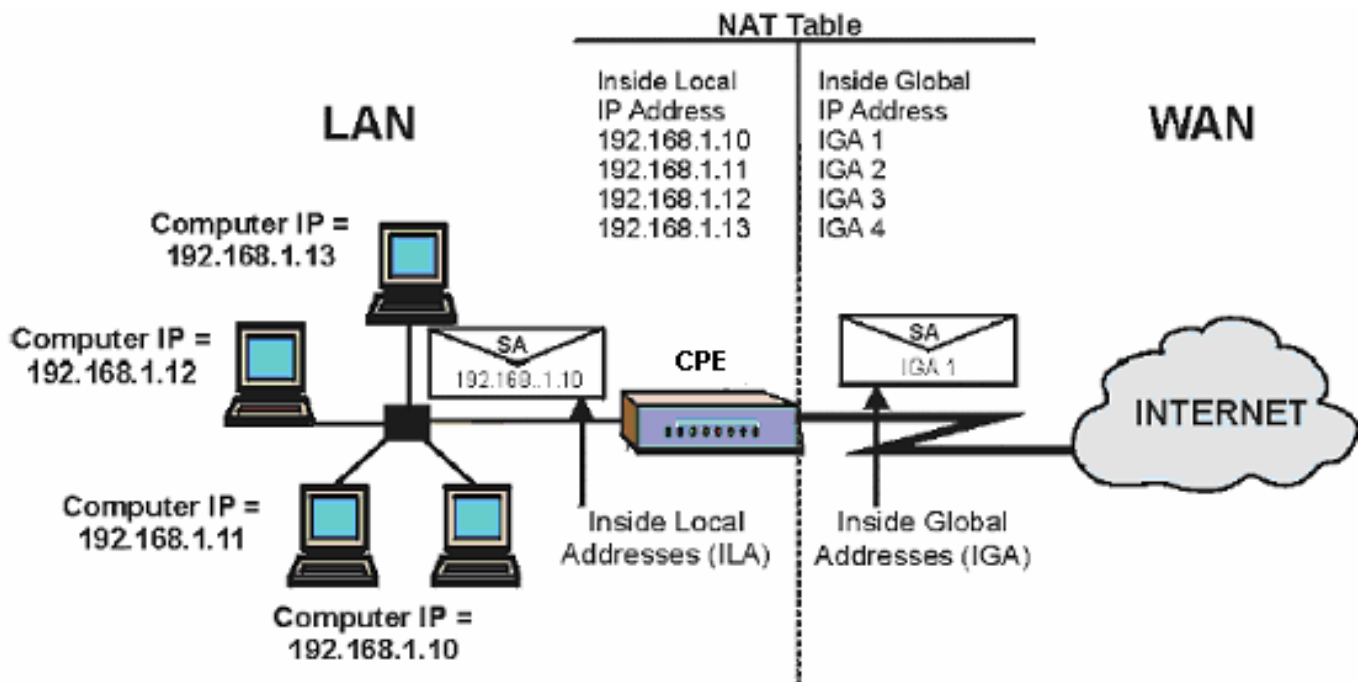 NAT Table
Inside Local
IP Address
192.168.1.10
192.168.1.11
192.168.1.12
192.168.1.13
Inside Global
IP Address
IGA 1
IGA 2
IGA 3
IGA 4
LAN
WAN
Computer IP =
192.168.1.13
Computer IP =
192.168.1.12
SA
192.168..1.10
CPE
SA
IGA 1
INTERNET
Computer IP =
192.168.1.11
Computer IP =
192.168.1.10
Inside Local
Addresses (ILA)
Inside Global
Addresses (IGA)